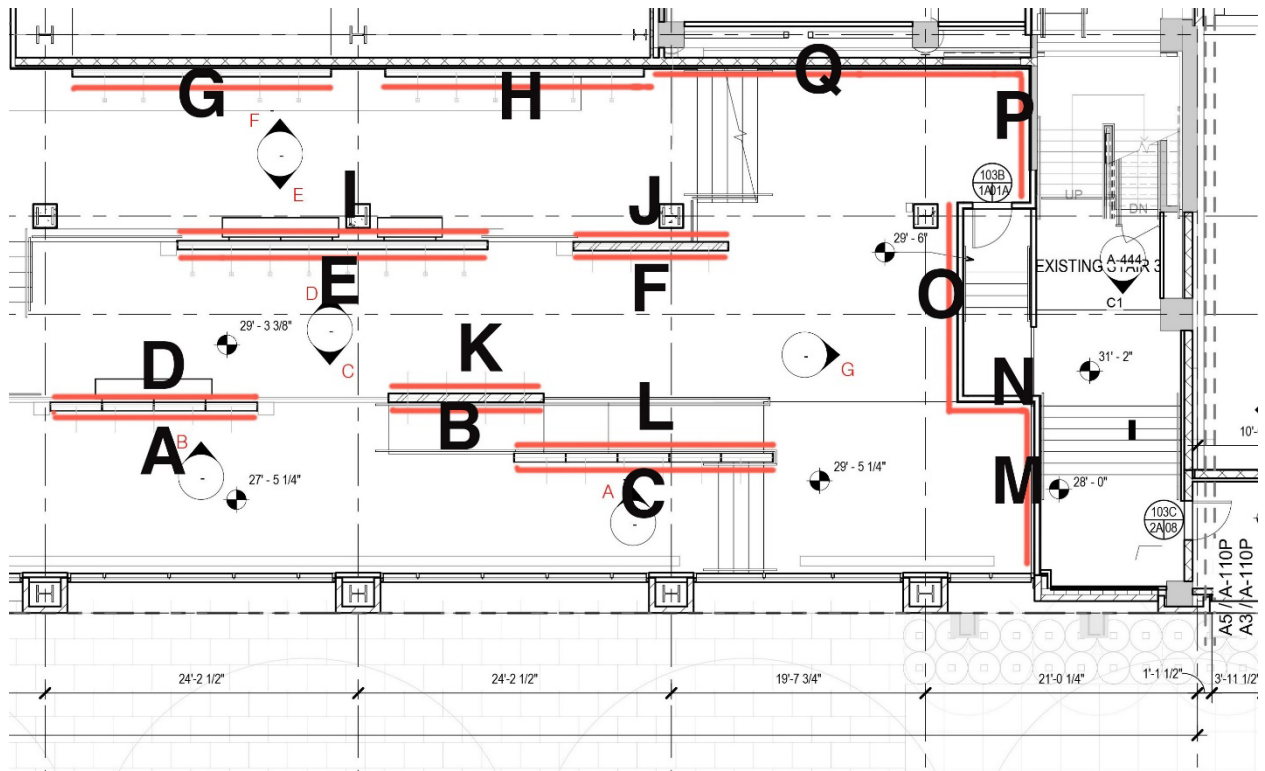 Q
G
H
P
F
103B
1A01A
E
UP
DN
I
J
29' - 6"
A-444
EXISTING STAIR 3
C1
E
F
O
D
29' - 3 3/8"
C
K
G
31' - 2"
D
N
L
B
A
B
27' - 5 1/4"
A
C
29' - 5 1/4"
M
28' - 0"
103C
2A08
10'-
A5 / A-110P
A3 / A-110P
24'-2 1/2"
24'-2 1/2"
19'-7 3/4"
21'-0 1/4"
1'-1 1/2"
3'-11 1/2"